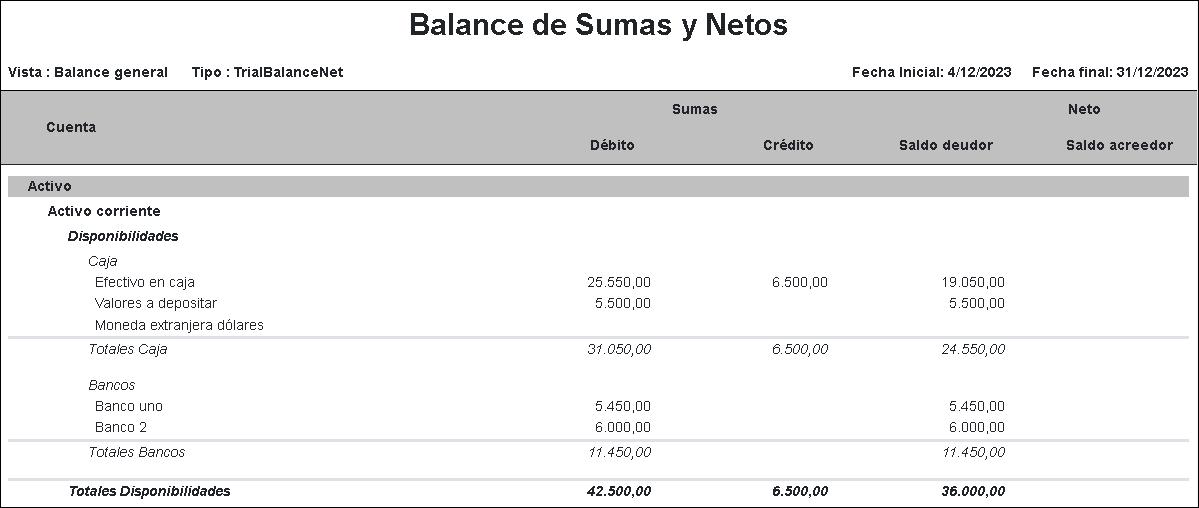 Balance de Sumas y Netos
Vista : Balance general Tipo : TrialBalanceNet Fecha Inicial: 4/12/2023 Fecha final: 31/12/2023
Sumas Neto
Cuenta
Débito Crédito Saldo deudor Saldo acreedor
Activo
Activo corriente
Disponibilidades
Caja
Efectivo en caja 25.550,00 6.500,00 19.050,00
Valores a depositar 5.500,00 5.500,00
Moneda extranjera dólares
Totales Caja 31.050,00 6.500,00 24.550,00
Bancos
Banco uno 5.450,00 5.450,00
Banco 2 6.000,00 6.000,00
Totales Bancos 11.450,00 11.450,00
Totales Disponibilidades 42.500,00 6.500,00 36.000,00